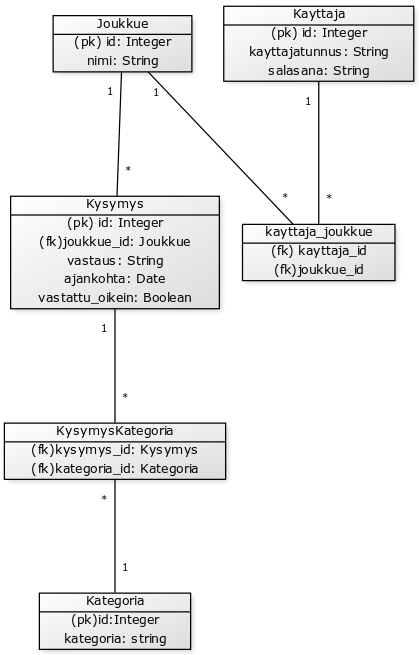 Joukkue
(pk) id: Integer
nimi: String
Kayttaja
(pk) id: Integer
kayttajatunnus: String
salasana: String
1
1
1
*
*
*
Kysymys
(pk) id: Integer
(fk)joukkue_id: Joukkue
vastaus: String
ajankohta: Date
vastattu_oikein: Boolean
kayttaja_joukkue
(fk) kayttaja_id
(fk)joukkue_id
1
*
KysymysKategoria
(fk)kysymys_id: Kysymys
(fk)kategoria_id: Kategoria
*
1
Kategoria
(pk)id:Integer
kategoria: string